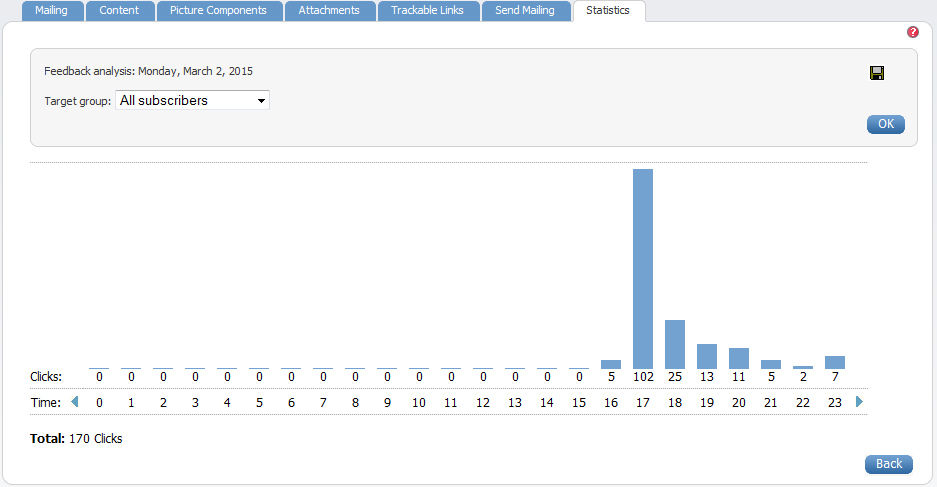 Mailing Content Picture Components Attachments Trackable Links Send Mailing Statistics
?
Feedback analysis: Monday, March 2, 2015
Target group: All subscribers
OK
Clicks: 0 0 0 0 0 0 0 0 0 0 0 0 0 0 0 0 5 102 25 13 11 5 2 7
Time: 0 1 2 3 4 5 6 7 8 9 10 11 12 13 14 15 16 17 18 19 20 21 22 23
Total: 170 Clicks
Back